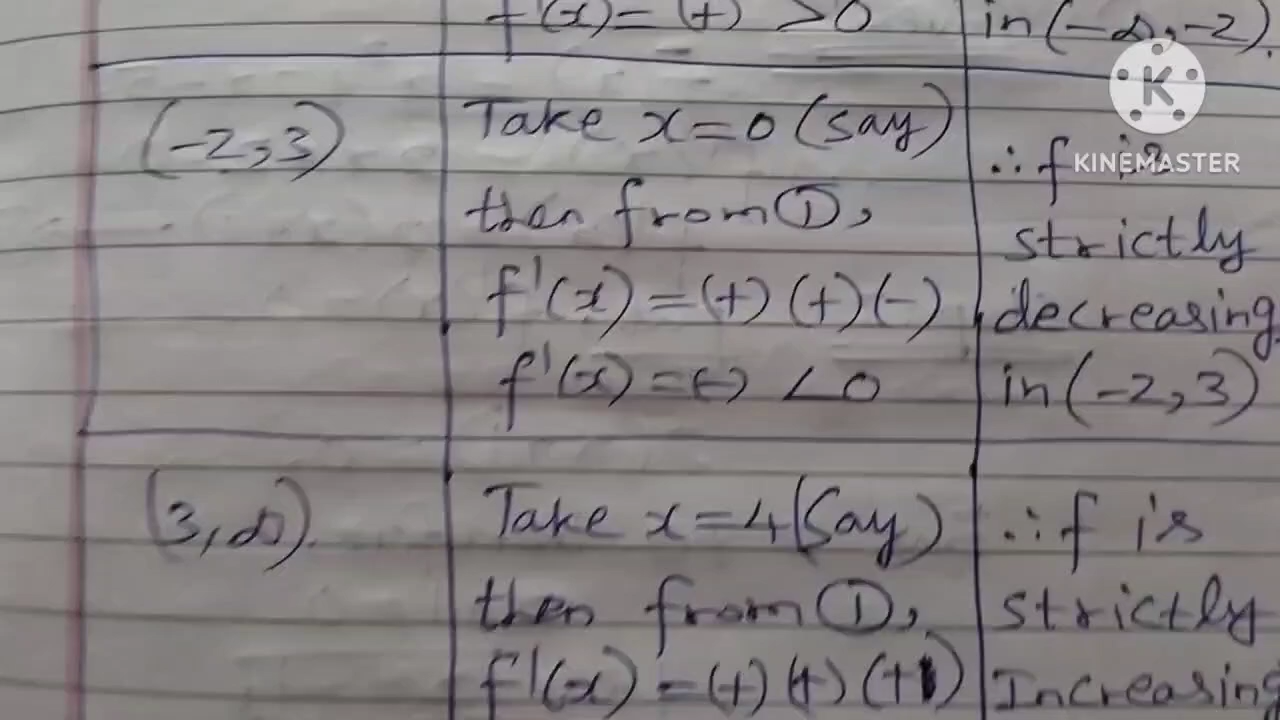 f'(x) = (+) > 0
in (-∞, -2).
K
KINEMASTER
(-2, 3)
Take x = 0 (say)
then from ①,
f'(x) = (+) (+) (-)
f'(x) = (-) < 0
∴ f is
strictly
decreasing
in (-2, 3)
(3, ∞).
Take x = 4 (Say)
then from ①,
f'(x) = (+) (+) (+)
∴ f is
strictly
Increasing